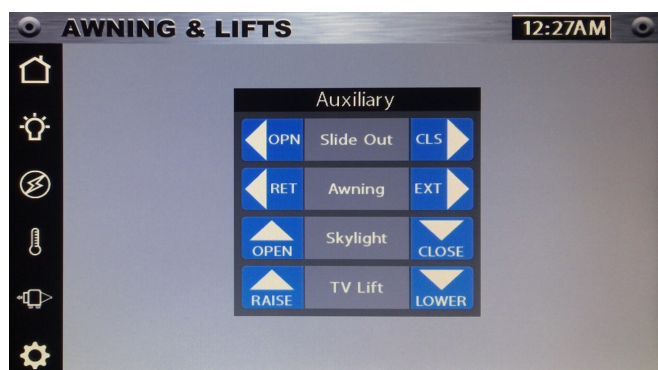 AWNING & LIFTS 12:27AM
Auxiliary
OPN Slide Out CLS
RET Awning EXT
OPEN Skylight CLOSE
RAISE TV Lift LOWER